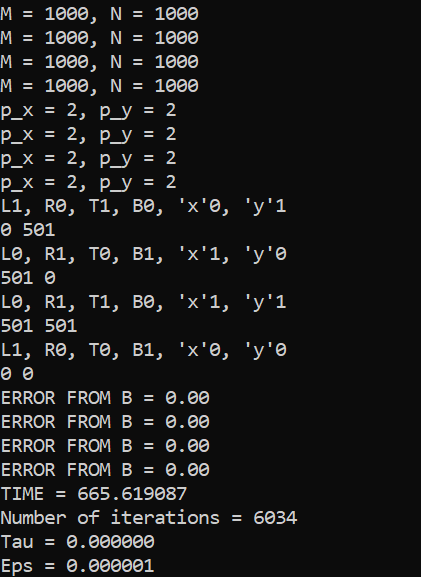 M = 1000, N = 1000
M = 1000, N = 1000
M = 1000, N = 1000
M = 1000, N = 1000
p_x = 2, p_y = 2
p_x = 2, p_y = 2
p_x = 2, p_y = 2
p_x = 2, p_y = 2
L1, R0, T1, B0, 'x'0, 'y'1
0 501
L0, R1, T0, B1, 'x'1, 'y'0
501 0
L0, R1, T1, B0, 'x'1, 'y'1
501 501
L1, R0, T0, B1, 'x'0, 'y'0
0 0
ERROR FROM B = 0.00
ERROR FROM B = 0.00
ERROR FROM B = 0.00
ERROR FROM B = 0.00
TIME = 665.619087
Number of iterations = 6034
Tau = 0.000000
Eps = 0.000001